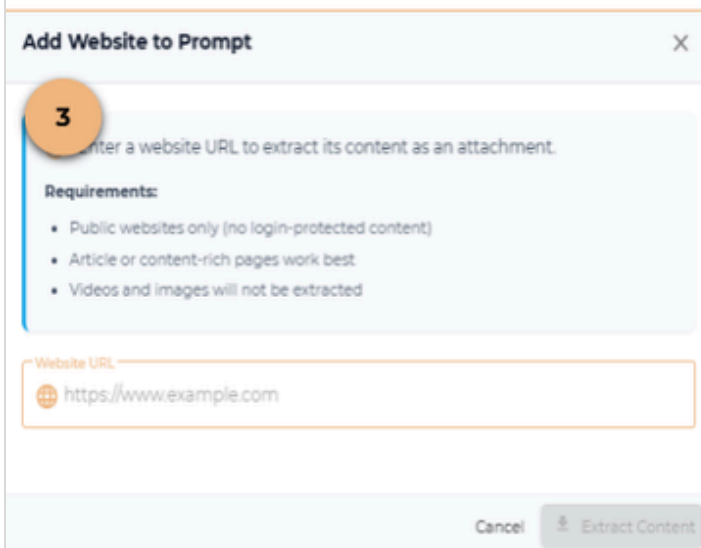 Add Website to Prompt
3
Enter a website URL to extract its content as an attachment.
Requirements:
• Public websites only (no login-protected content)
• Article or content-rich pages work best
• Videos and images will not be extracted
Website URL
https://www.example.com
Cancel Extract Content